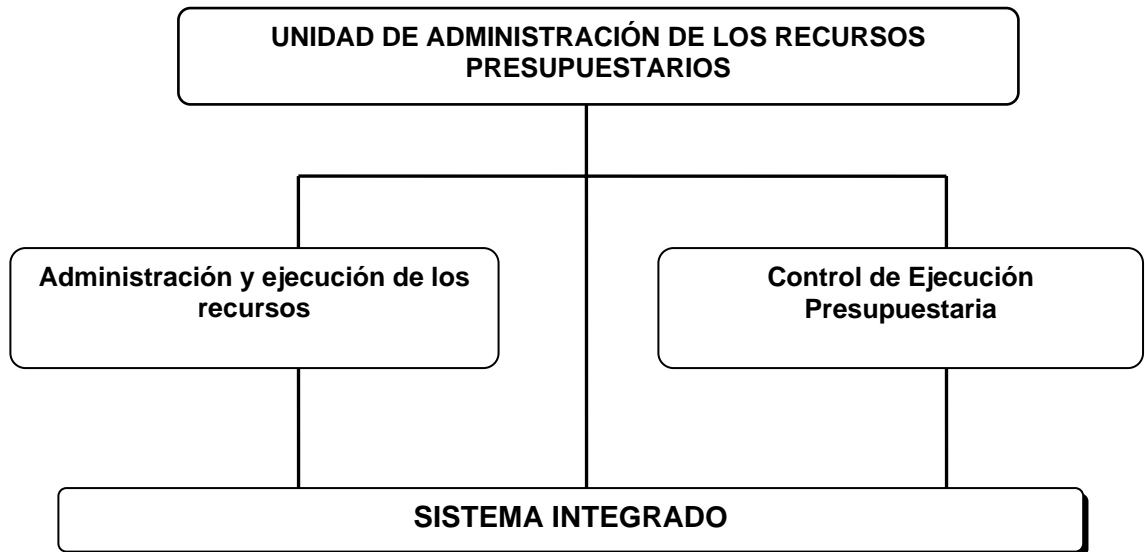 UNIDAD DE ADMINISTRACIÓN DE LOS RECURSOS
PRESUPUESTARIOS
Administración y ejecución de los
recursos
Control de Ejecución
Presupuestaria
SISTEMA INTEGRADO